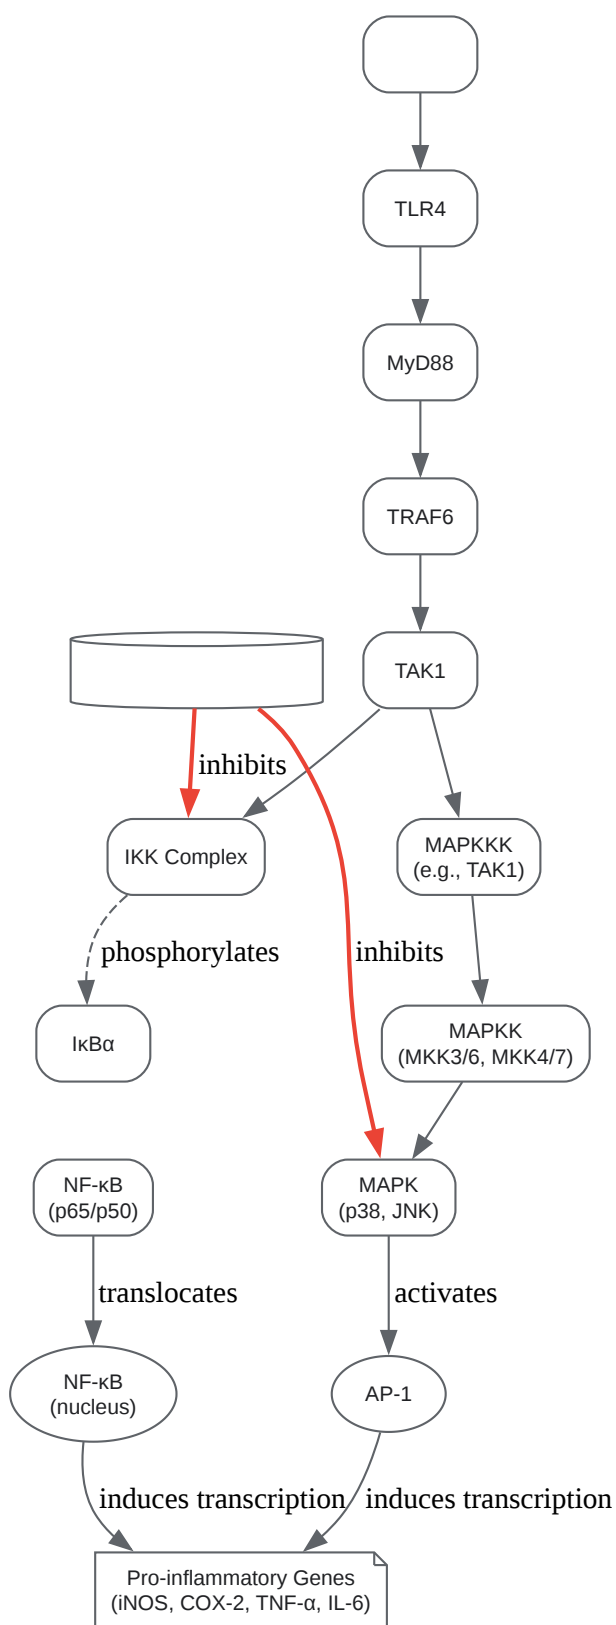 TLR4
MyD88
TRAF6
TAK1
inhibits
IKK Complex
MAPKKK
(e.g., TAK1)
phosphorylates
inhibits
IκBα
MAPKK
(MKK3/6, MKK4/7)
NF-κB
(p65/p50)
MAPK
(p38, JNK)
translocates
activates
NF-κB
(nucleus)
AP-1
induces transcription
induces transcription
Pro-inflammatory Genes
(iNOS, COX-2, TNF-α, IL-6)